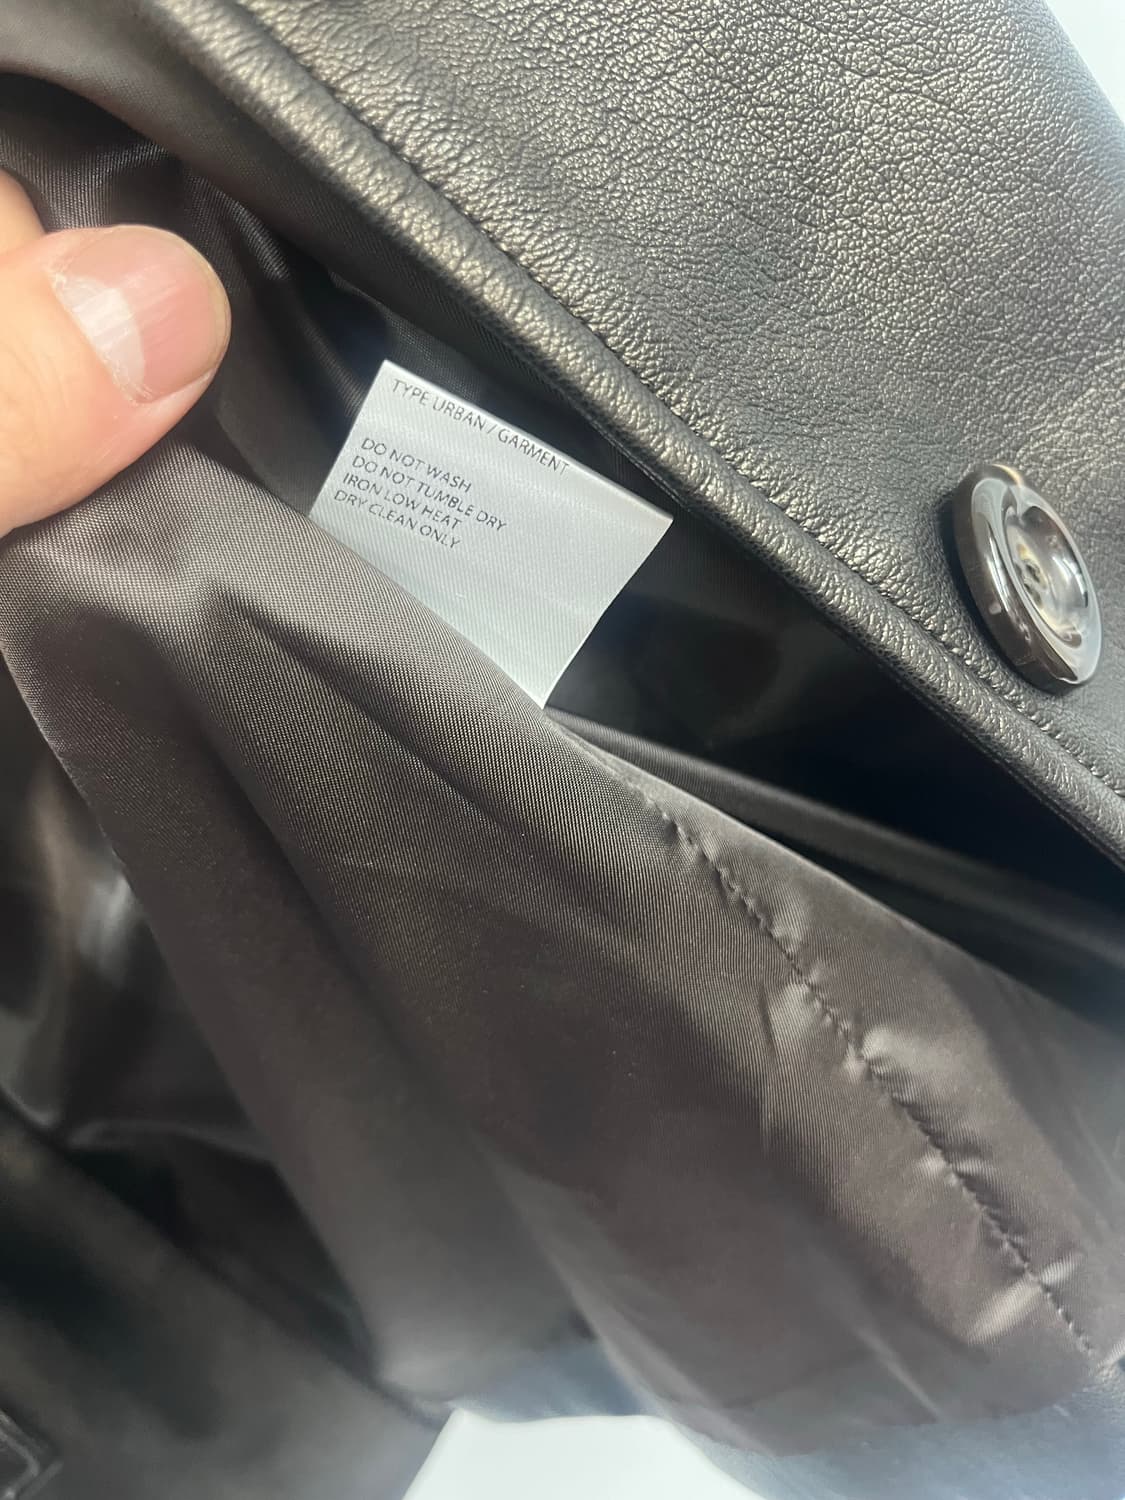 TYPE URBAN / GARMENT
DO NOT WASH
DO NOT TUMBLE DRY
IRON LOW HEAT
DRY CLEAN ONLY